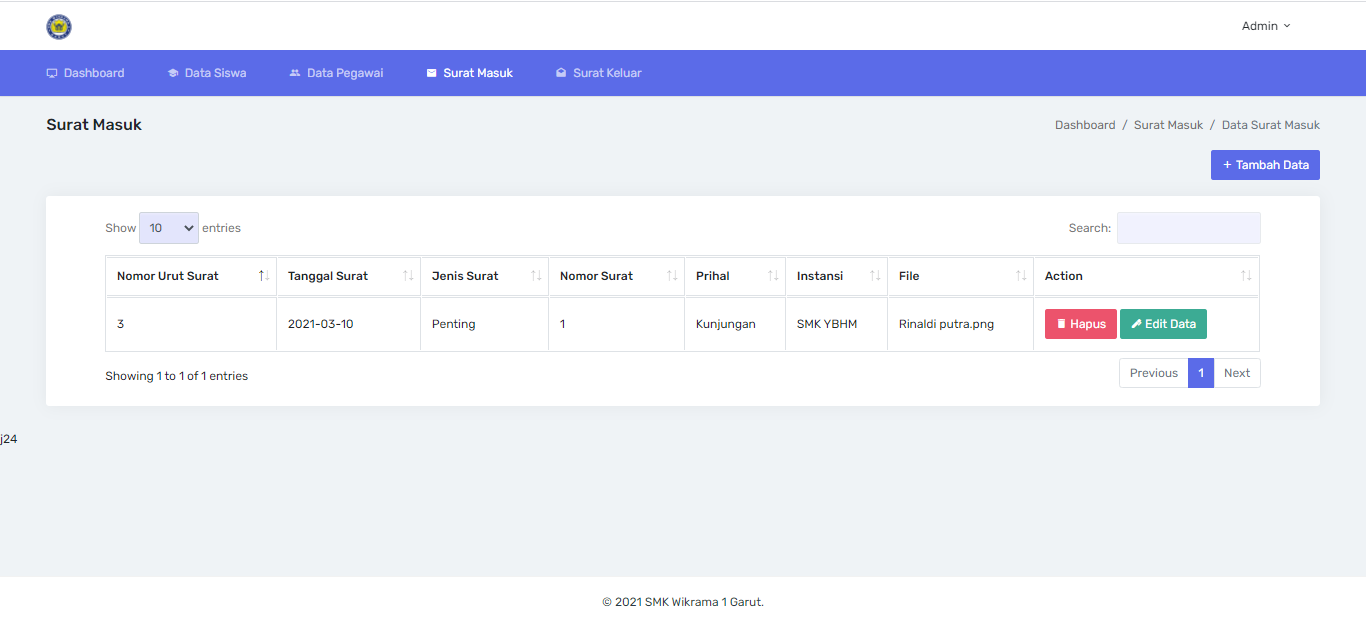 Admin
Dashboard Data Siswa Data Pegawai Surat Masuk Surat Keluar
Surat Masuk
Dashboard / Surat Masuk / Data Surat Masuk
+ Tambah Data
Show 10 entries
Search:
Nomor Urut Surat Tanggal Surat Jenis Surat Nomor Surat Prihal Instansi File Action
3 2021-03-10 Penting 1 Kunjungan SMK YBHM Rinaldi putra.png Hapus Edit Data
Showing 1 to 1 of 1 entries
Previous 1 Next
j24
© 2021 SMK Wikrama 1 Garut.